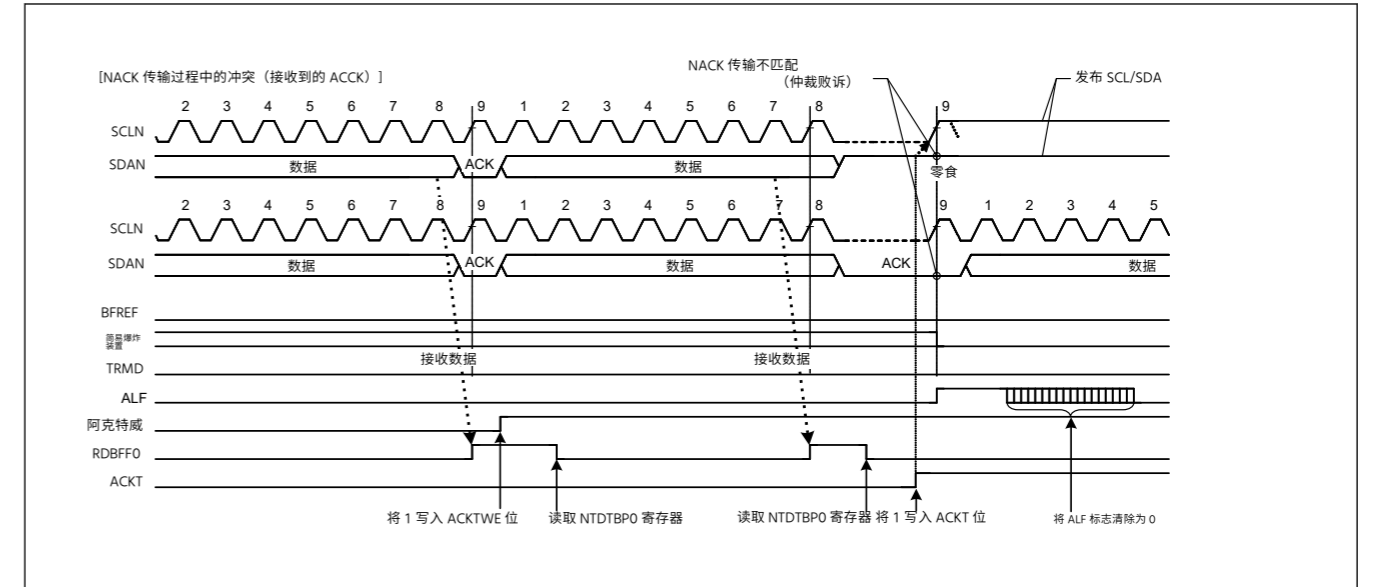 NACK 传输不匹配
（仲裁败诉）
发布 SCL/SDA
[NACK 传输过程中的冲突（接收到的 ACCK）]
2 3 4 5 6 7 8 9 1 2 3 4 5 6 7 8 9
SCLN
SDAN 数据 ACK 数据 零食
2 3 4 5 6 7 8 9 1 2 3 4 5 6 7 8 9 1 2 3 4 5
SCLN
SDAN 数据 ACK 数据 ACK 数据
BFREF
简易爆炸
装置
接收数据 接收数据
TRMD
ALF
阿克特威
RDBFF0
ACKT
将 1 写入 ACKTWE 位 读取 NTDTBP0 寄存器 读取 NTDTBP0 寄存器 将 1 写入 ACKT 位 将 ALF 标志清除为 0